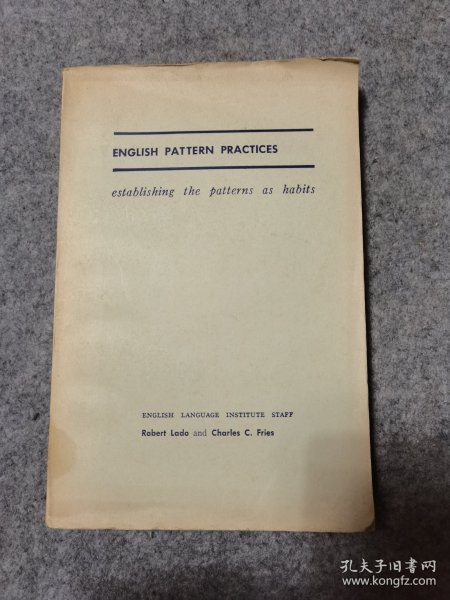 ENGLISH PATTERN PRACTICES
establishing the patterns as habits
ENGLISH LANGUAGE INSTITUTE STAFF
Robert Lado and Charles C. Fries
孔夫子旧书网
www.kongfz.com